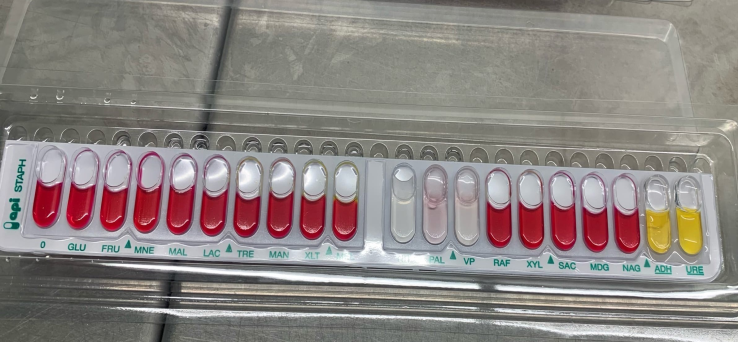 api STAPH
0 GLU FRU MNE MAL LAC TRE MAN XLT PAL VP RAF XYL SAC MDG NAG ADH URE